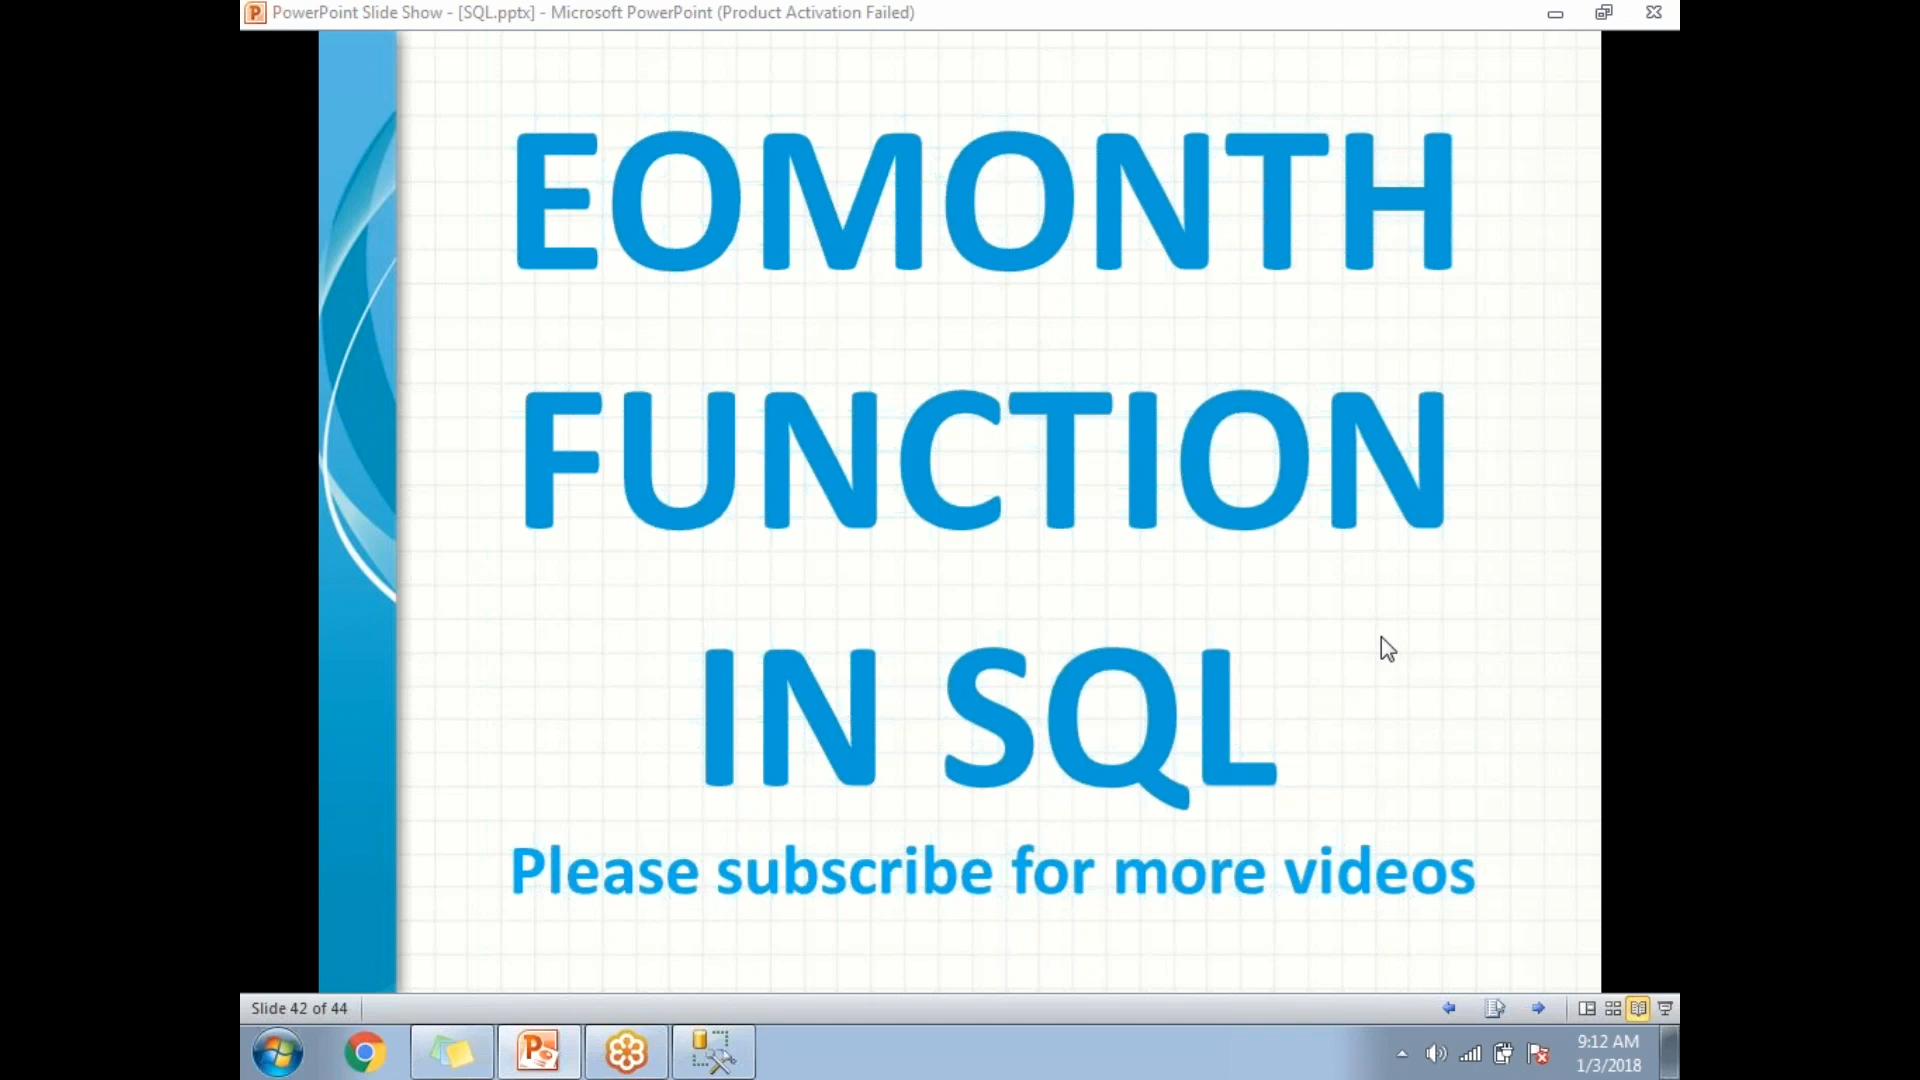 PowerPoint Slide Show - [SQL.pptx] - Microsoft PowerPoint (Product Activation Failed)
EOMONTH
FUNCTION
IN SQL
Please subscribe for more videos
Slide 42 of 44
9:12 AM
1/3/2018